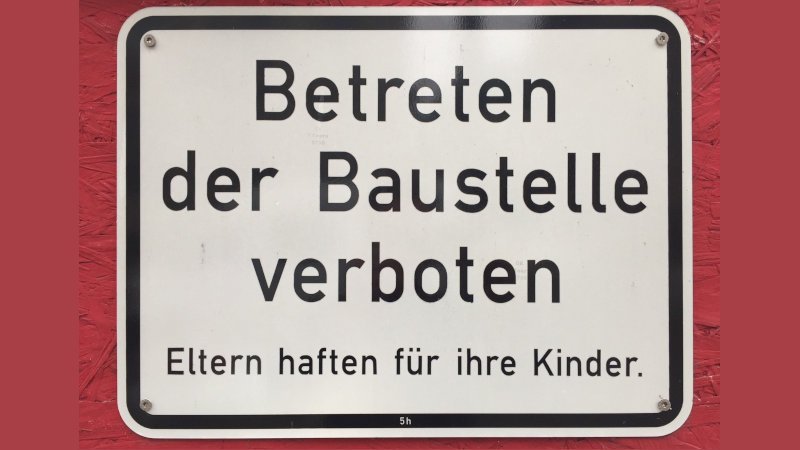 Betreten
der Baustelle
verboten
Eltern haften für ihre Kinder.
5h